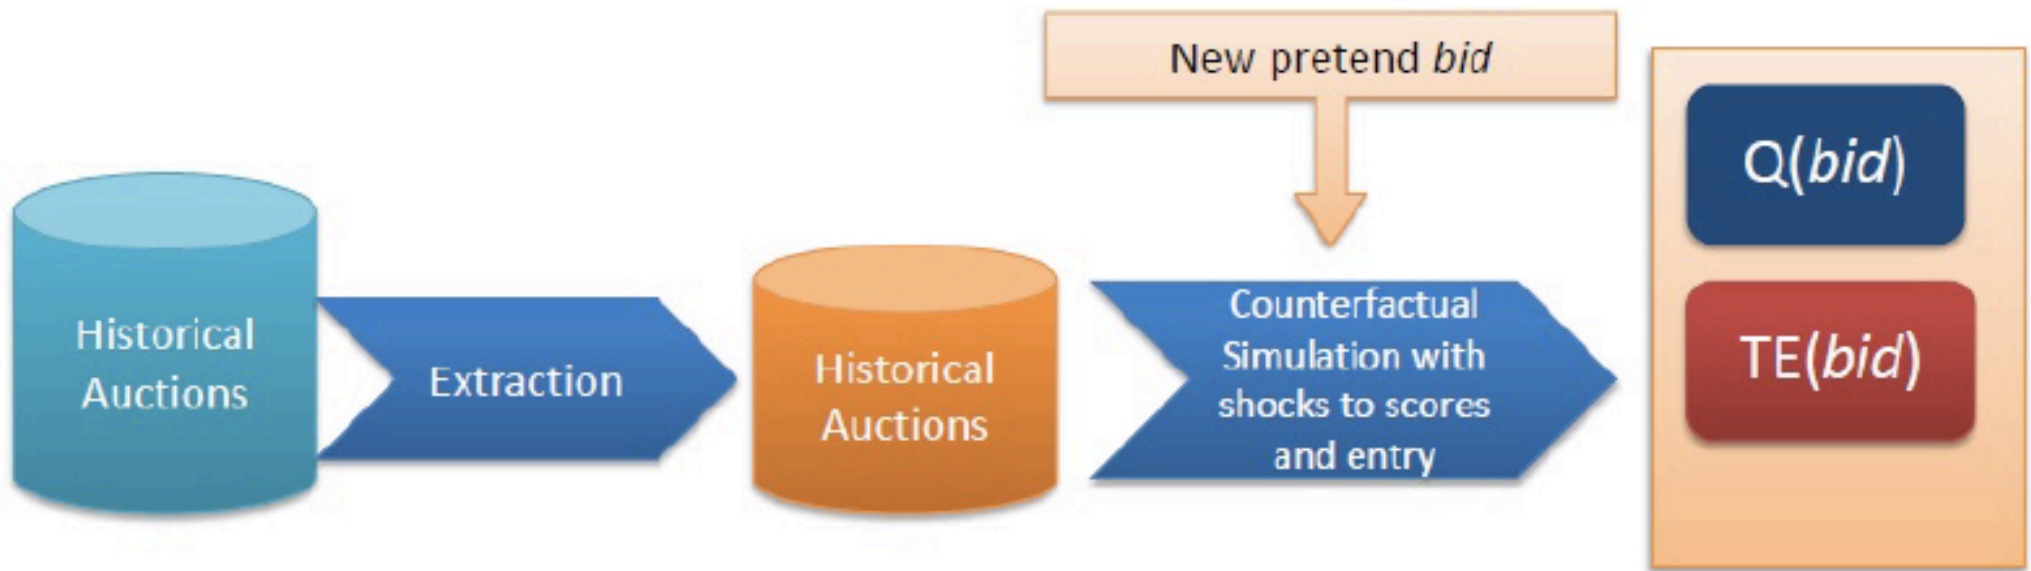 New pretend bid
Q(bid)
Historical
Auctions
Extraction
Historical
Auctions
Counterfactual
Simulation with
shocks to scores
and entry
TE(bid)